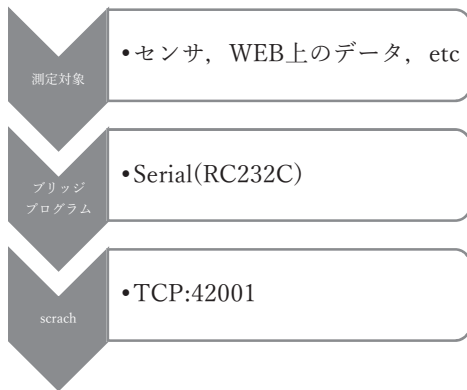 測定対象
•センサ，WEB上のデータ，etc
ブリッジ
プログラム
•Serial(RC232C)
scrach
•TCP:42001